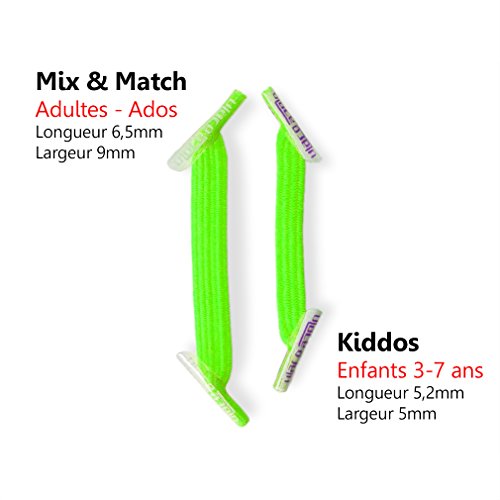 Mix & Match
Adultes - Ados
Longueur 6,5mm
Largeur 9mm
Kiddos
Enfants 3-7 ans
Longueur 5,2mm
Largeur 5mm